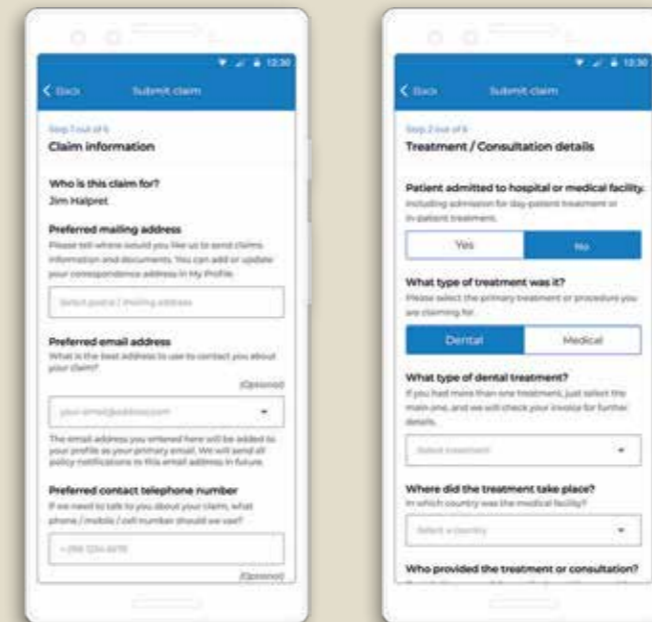 12:30
Back Submit claim
Step 1 out of 6
Claim information
Who is this claim for?
Jim Halpret
Preferred mailing address
Please tell where would you like us to send claims
information and documents. You can add or update
your correspondence address in My Profile.
Select postal / mailing address
Preferred email address
What is the best address to use to contact you about
your claim?
(Optional)
your-email@address.com
The email address you entered here will be added to
your profile as your primary email. We will send all
policy notifications to this email address in future.
Preferred contact telephone number
If we need to talk to you about your claim, what
phone / mobile / cell number should we use?
(Optional)
12:30
Back Submit claim
Step 2 out of 6
Treatment / Consultation details
Patient admitted to hospital or medical facility.
Including admission for day-patient treatment or
in-patient treatment.
Yes No
What type of treatment was it?
Please select the primary treatment or procedure you
are claiming for.
Dental Medical
What type of dental treatment?
If you had more than one treatment, just select the
main one, and we will check your invoice for further
details.
Select treatment
Where did the treatment take place?
In which country was the medical facility?
Select a country
Who provided the treatment or consultation?